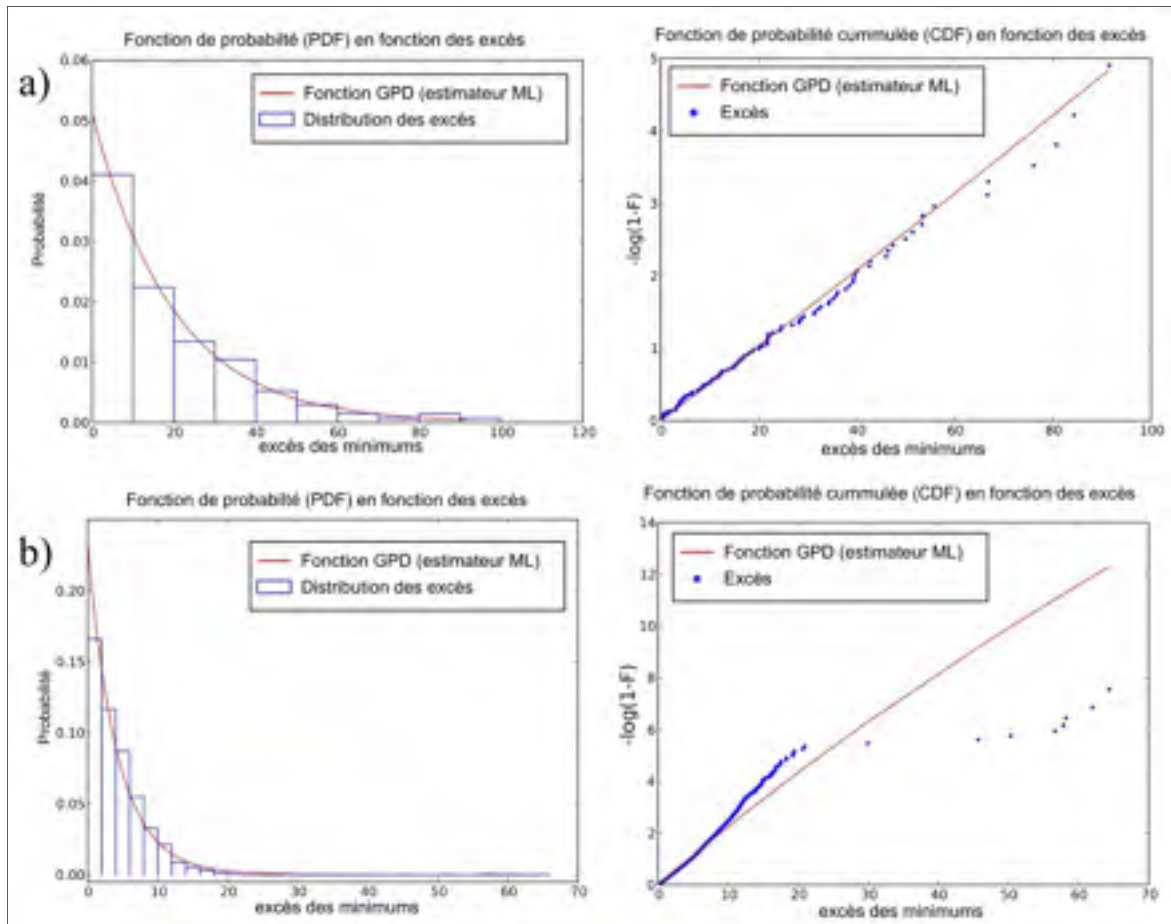 a)
Fonction de probabilté (PDF) en fonction des excès
0.06
0.05
0.04
0.03
0.02
0.01
0.00
Probabilité
Fonction GPD (estimateur ML)
Distribution des excés
0 20 40 60 80 100 120
excès des minimums
Fonction de probabilité cummulée (CDF) en fonction des excès
5
4
3
2
1
0
-log(1-F)
Fonction GPD (estimateur ML)
Excès
0 20 40 60 80 100
excès des minimums
b)
Fonction de probabilté (PDF) en fonction des excès
0.20
0.15
0.10
0.05
0.00
Probabilité
Fonction GPD (estimateur ML)
Distribution des excés
0 10 20 30 40 50 60 70
excès des minimums
Fonction de probabilité cummulée (CDF) en fonction des excès
14
12
10
8
6
4
2
0
-log(1-F)
Fonction GPD (estimateur ML)
Excès
0 10 20 30 40 50 60 70
excès des minimums